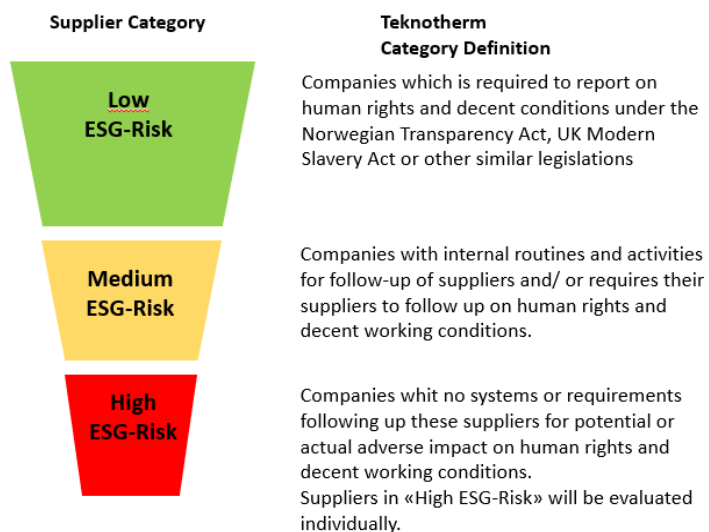 Supplier Category
Teknotherm
Category Definition
Low
ESG-Risk
Companies which is required to report on
human rights and decent conditions under the
Norwegian Transparency Act, UK Modern
Slavery Act or other similar legislations
Medium
ESG-Risk
Companies with internal routines and activities
for follow-up of suppliers and/ or requires their
suppliers to follow up on human rights and
decent working conditions.
High
ESG-Risk
Companies whit no systems or requirements
following up these suppliers for potential or
actual adverse impact on human rights and
decent working conditions.
Suppliers in «High ESG-Risk» will be evaluated
individually.